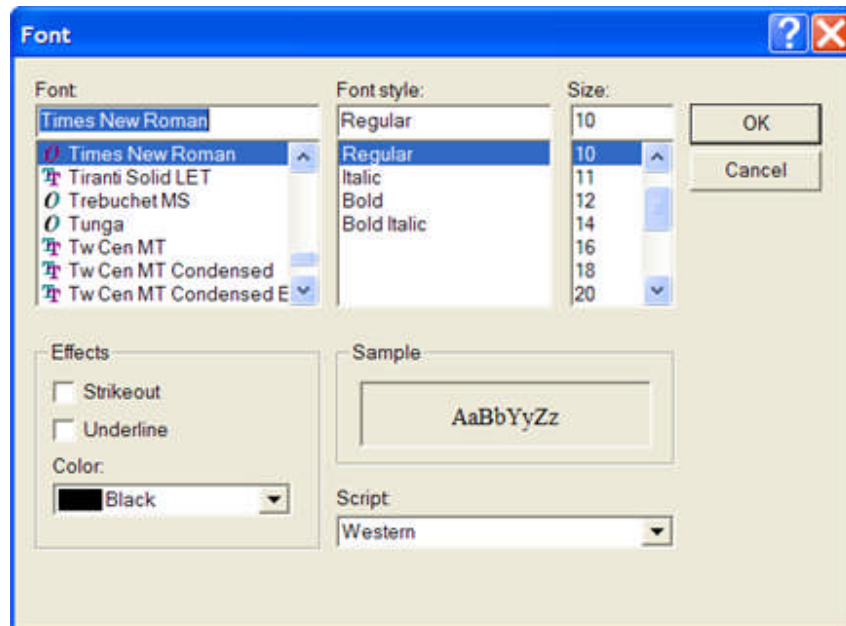 Font
Font:
Times New Roman
Times New Roman
Tiranti Solid LET
Trebuchet MS
Tunga
Tw Cen MT
Tw Cen MT Condensed
Tw Cen MT Condensed E
Font style:
Regular
Regular
Italic
Bold
Bold Italic
Size:
10
10
11
12
14
16
18
20
OK
Cancel
Effects
Strikeout
Underline
Color:
Black
Sample
AaBbYyZz
Script:
Western